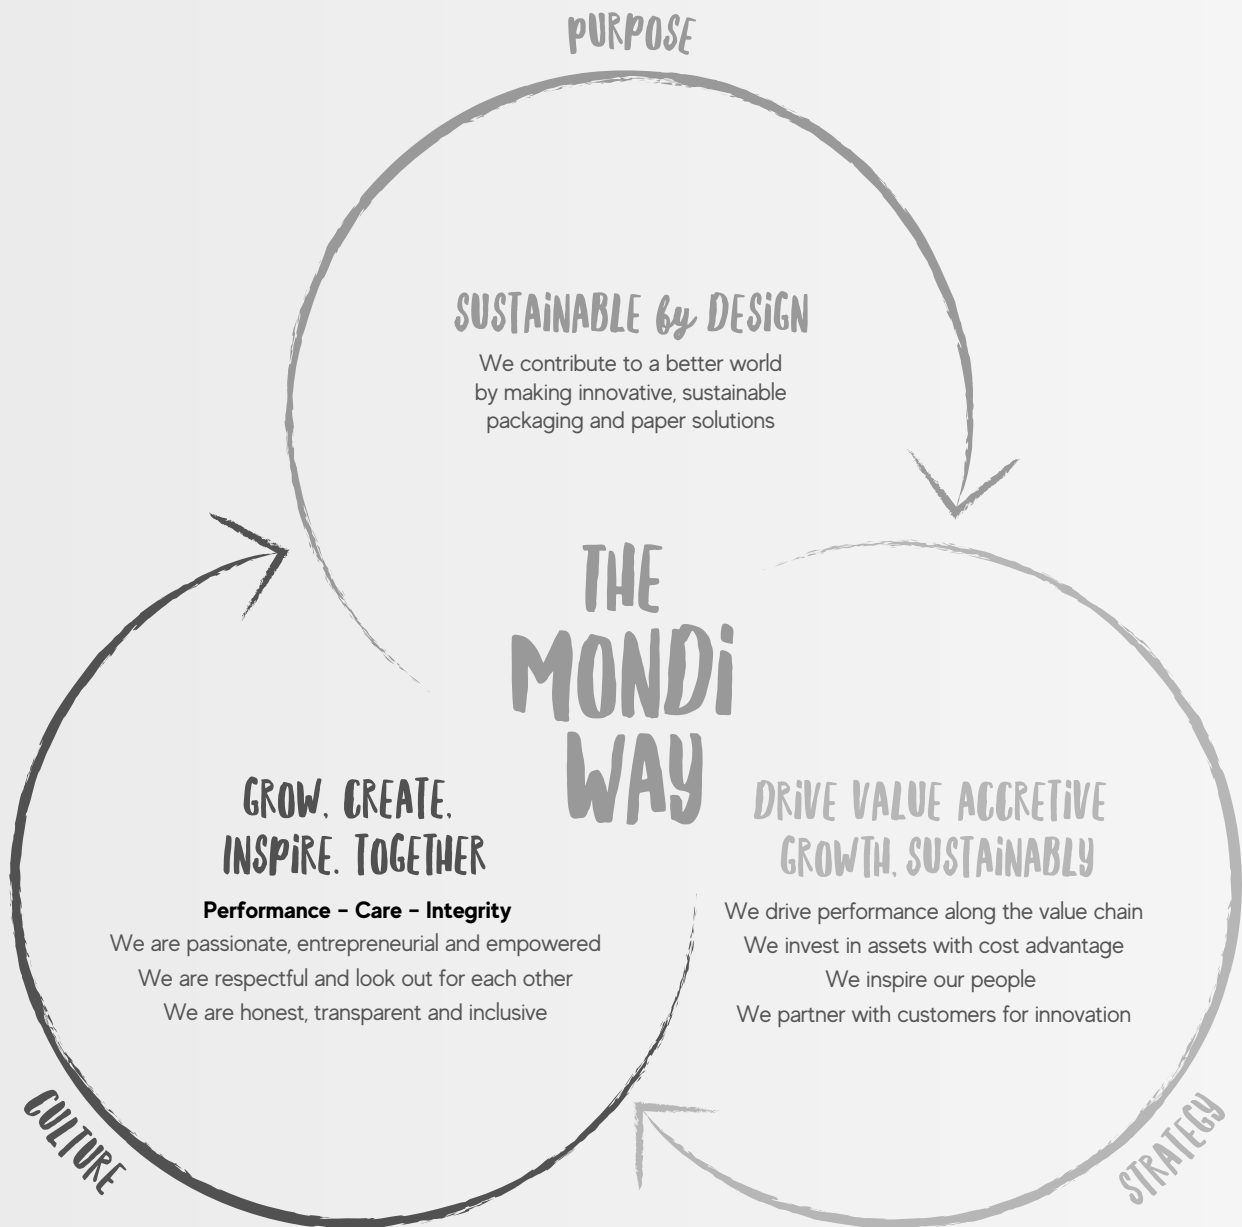 PURPOSE
SUSTAiNABLE by DESiGN
We contribute to a better world
by making innovative, sustainable
packaging and paper solutions
THE
MONDi
WAY
GROW. CREATE.
INSPiRE. TOGETHER
Performance – Care – Integrity
We are passionate, entrepreneurial and empowered
We are respectful and look out for each other
We are honest, transparent and inclusive
DRiVE VALUE ACCRETiVE
GROWTH, SUSTAiNABLY
We drive performance along the value chain
We invest in assets with cost advantage
We inspire our people
We partner with customers for innovation
CULTURE
STRATEGY